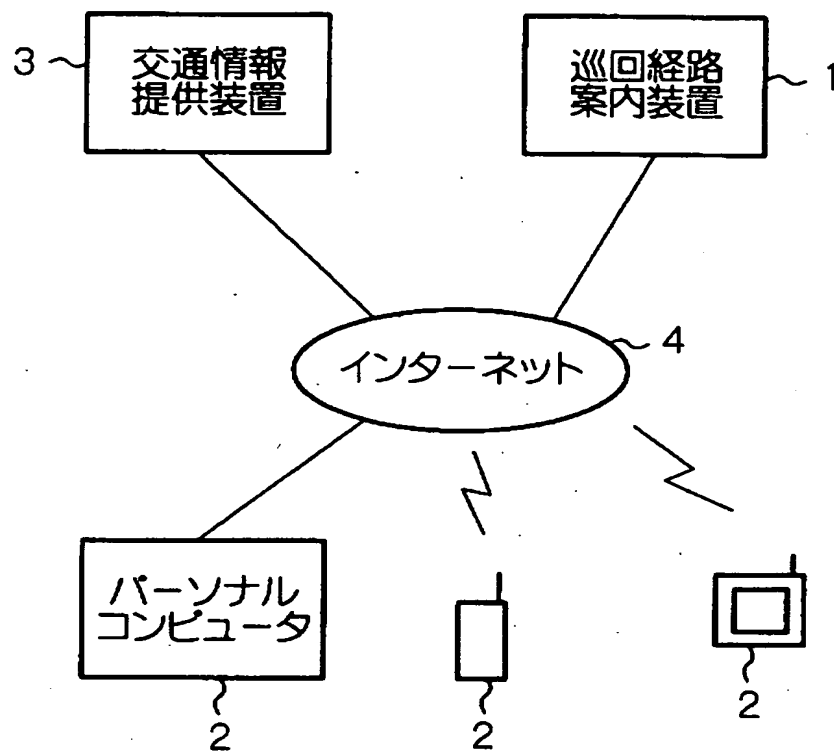 3
交通情報
提供装置
巡回経路
案内装置
1
インターネット
4
パーソナル
コンピュータ
2
2
2